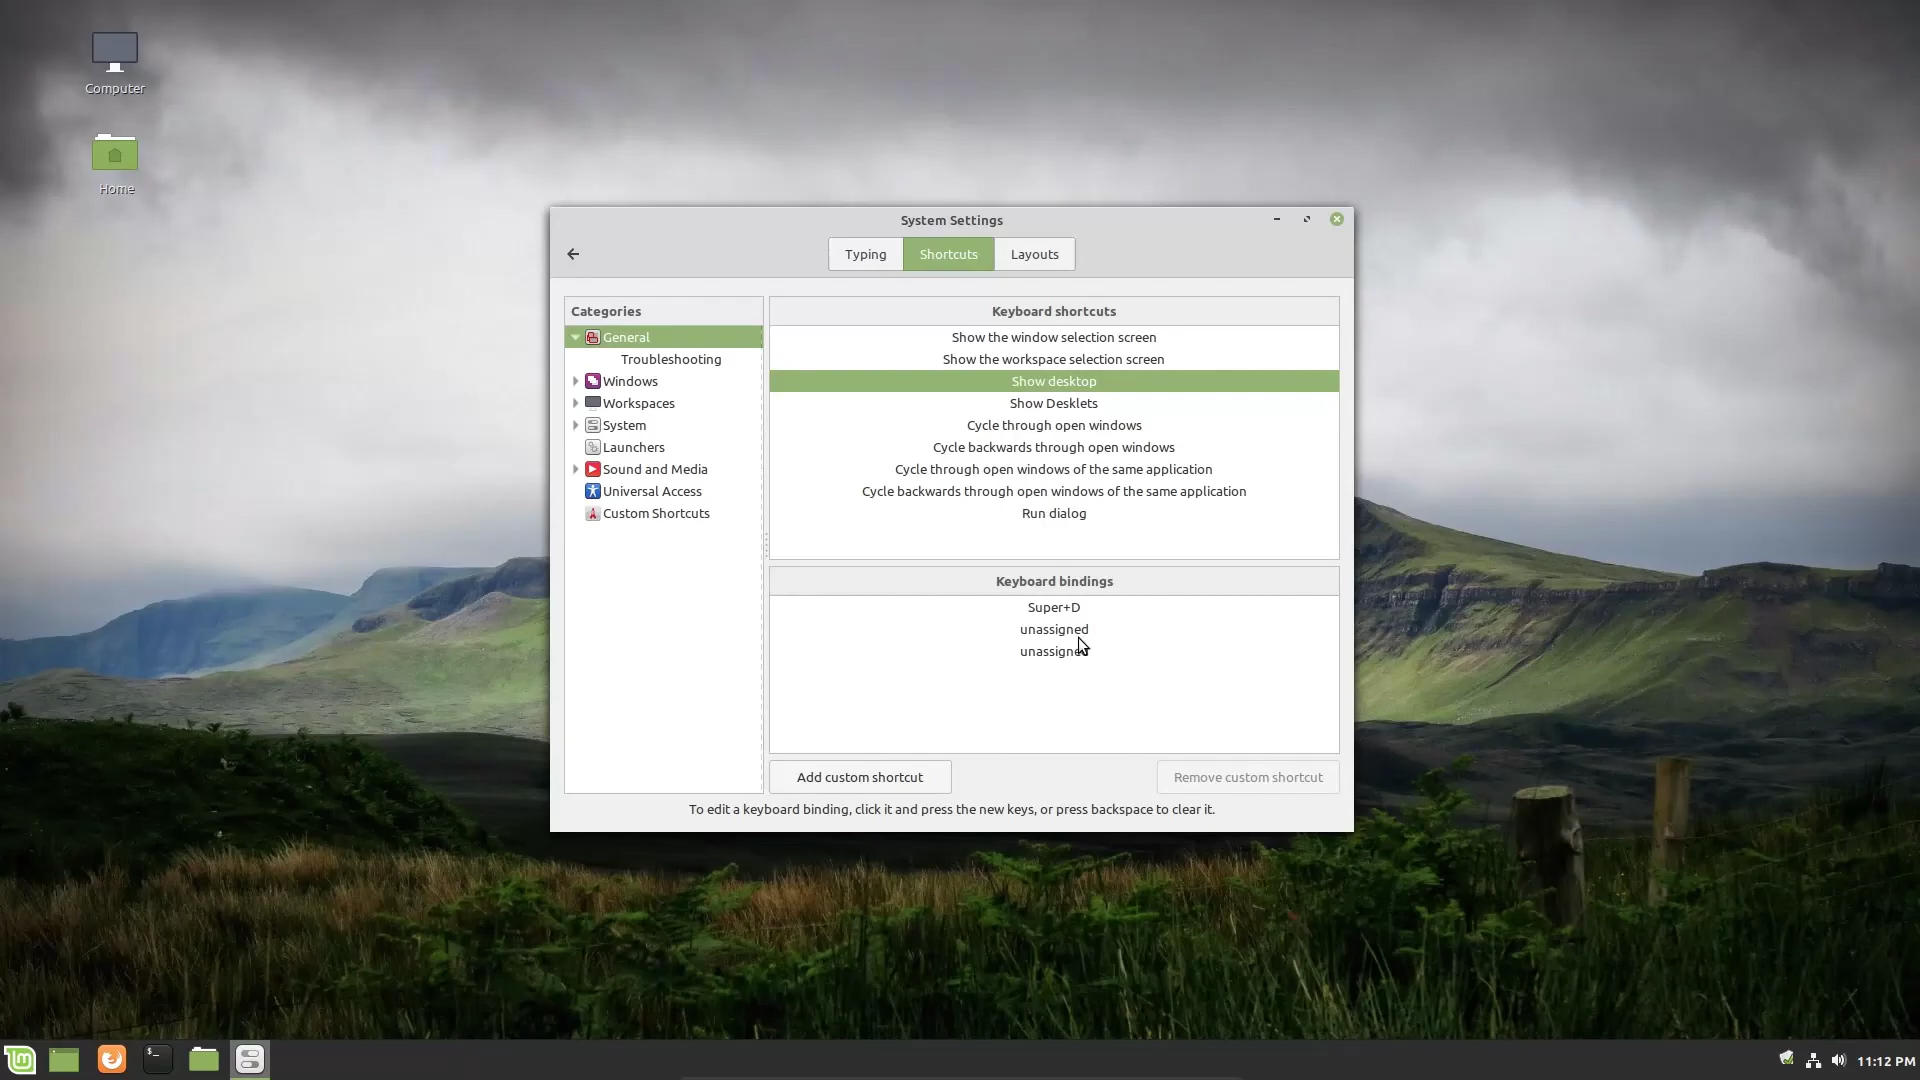 Computer
Home
System Settings
Typing
Shortcuts
Layouts
Categories
General
Troubleshooting
Windows
Workspaces
System
Launchers
Sound and Media
Universal Access
Custom Shortcuts
Keyboard shortcuts
Show the window selection screen
Show the workspace selection screen
Show desktop
Show Desklets
Cycle through open windows
Cycle backwards through open windows
Cycle through open windows of the same application
Cycle backwards through open windows of the same application
Run dialog
Keyboard bindings
Super+D
unassigned
unassigned
Add custom shortcut
Remove custom shortcut
To edit a keyboard binding, click it and press the new keys, or press backspace to clear it.
11:12 PM